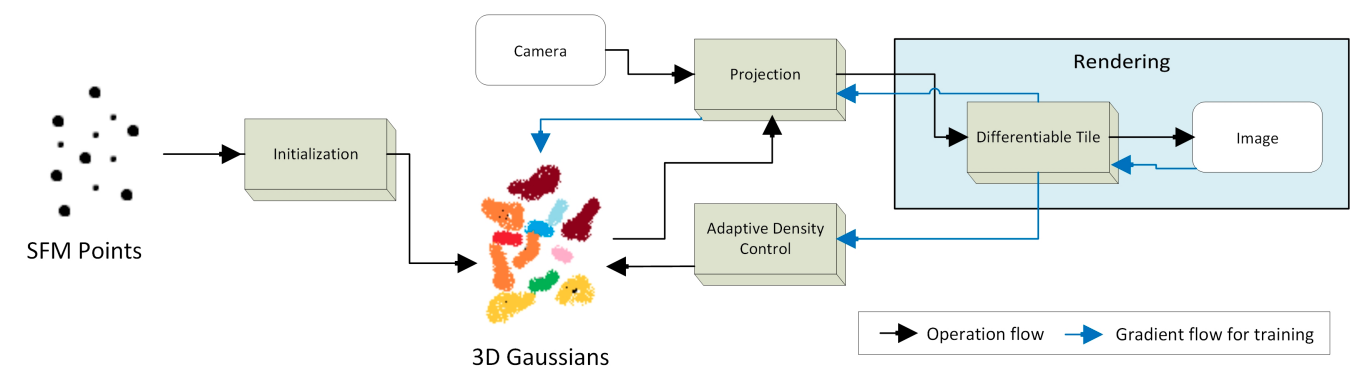 Camera
Projection
Rendering
Differentiable Tile
Image
Initialization
SFM Points
Adaptive Density
Control
3D Gaussians
Operation flow
Gradient flow for training